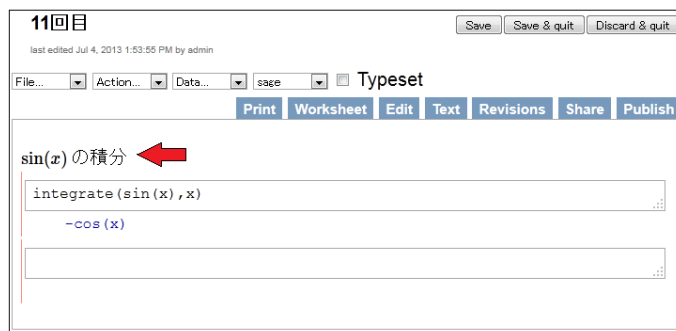 11回目
Save Save & quit Discard & quit
last edited Jul 4, 2013 1:53:55 PM by admin
File... Action... Data... sage Typeset
Print Worksheet Edit Text Revisions Share Publish
sin(x) の積分
integrate(sin(x),x)
-cos(x)